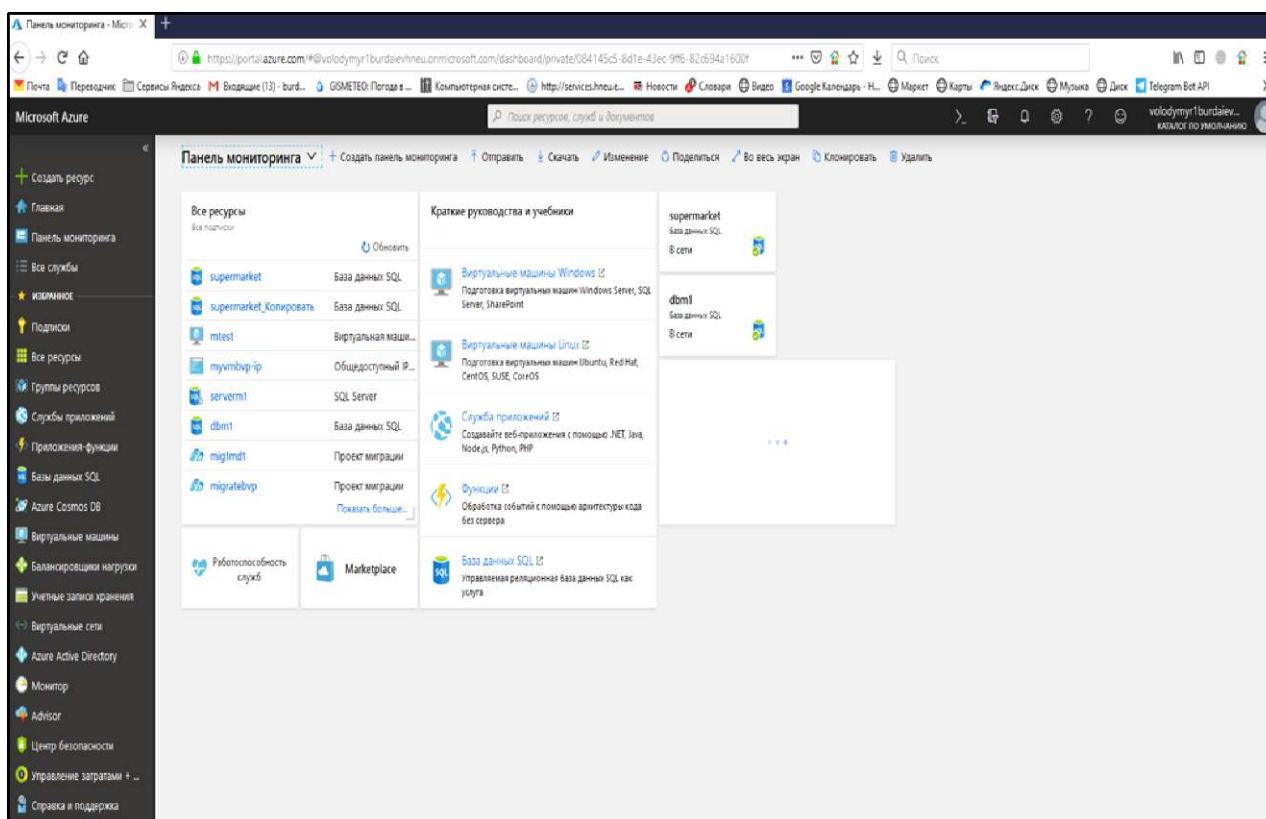 Панель мониторинга - Micro X +
https://portal.azure.com/#@volodymyr1burdaievhneu.onmicrosoft.com/dashboard/private/084145c5-8d1e-43ec-9ff6-82c694a1600f
Поиск
Почта Переводчик Сервисы Яндекса Входящие (13) - burd... GISMETEO: Погода в ... Компьютерная систе... http://services.hneu.e... Новости Словари Видео Google Календарь - Н... Маркет Карты Яндекс.Диск Музыка Диск Telegram Bot API
Microsoft Azure
Поиск ресурсов, служб и документов
volodymyr1burdaiev...
КАТАЛОГ ПО УМОЛЧАНИЮ
Создать ресурс
Главная
Панель мониторинга
Все службы
ИЗБРАННОЕ
Подписки
Все ресурсы
Группы ресурсов
Службы приложений
Приложения-функции
Базы данных SQL
Azure Cosmos DB
Виртуальные машины
Балансировщики нагрузки
Учетные записи хранения
Виртуальные сети
Azure Active Directory
Монитор
Advisor
Центр безопасности
Управление затратами + ...
Справка и поддержка
Панель мониторинга + Создать панель мониторинга Отправить Скачать Изменение Поделиться Во весь экран Клонировать Удалить
Все ресурсы
Все подписки
Обновить
supermarket База данных SQL
supermarket_Копировать База данных SQL
mtest Виртуальная маши...
myvmbvp-ip Общедоступный IP...
serverm1 SQL Server
dbm1 База данных SQL
mig1md1 Проект миграции
migratebvp Проект миграции
Показать больше...
Работоспособность
служб
Marketplace
Краткие руководства и учебники
Виртуальные машины Windows
Подготовка виртуальных машин Windows Server, SQL
Server, SharePoint
Виртуальные машины Linux
Подготовка виртуальных машин Ubuntu, Red Hat,
CentOS, SUSE, CoreOS
Служба приложений
Создавайте веб-приложения с помощью .NET, Java,
Node.js, Python, PHP
Функции
Обработка событий с помощью архитектуры кода
без сервера
База данных SQL
Управляемая реляционная база данных SQL как
услуга
supermarket
База данных SQL
В сети
dbm1
База данных SQL
В сети